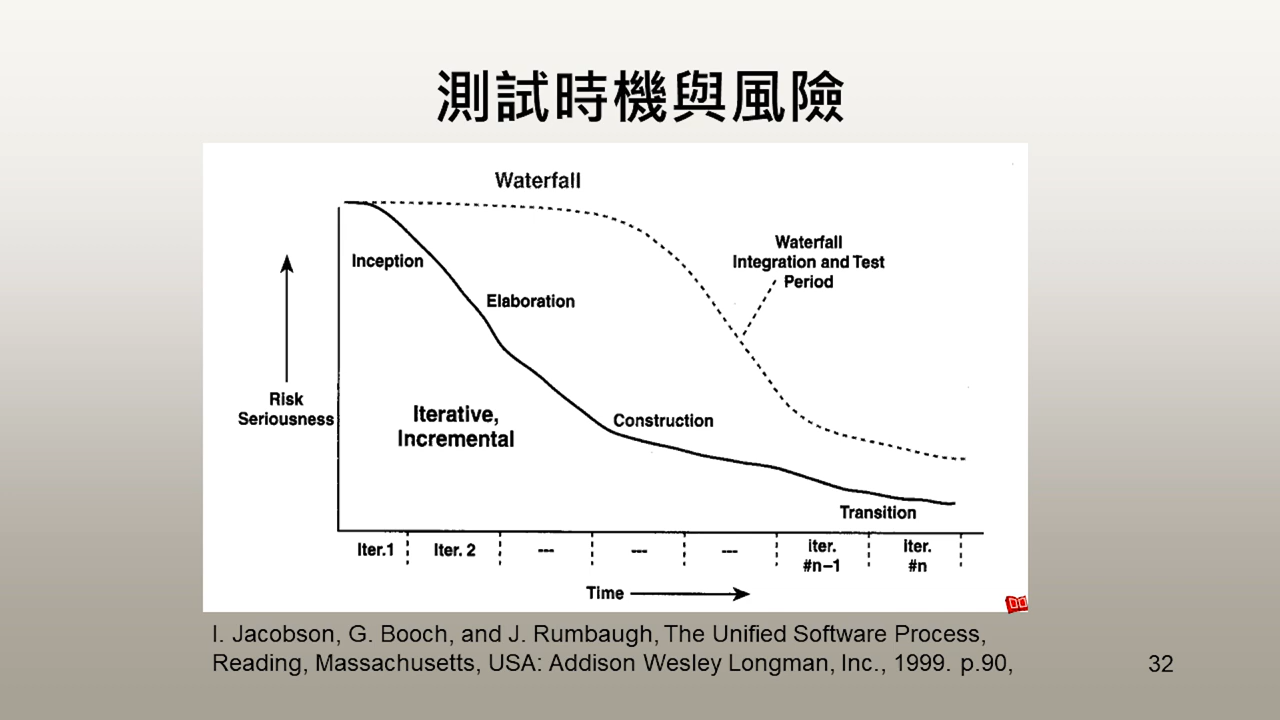 測試時機與風險
Waterfall
Waterfall
Integration and Test
Period
Inception
Elaboration
Risk
Seriousness
Iterative,
Incremental
Construction
Transition
Iter.1
Iter. 2
---
---
---
iter.
#n–1
iter.
#n
Time
I. Jacobson, G. Booch, and J. Rumbaugh, The Unified Software Process,
Reading, Massachusetts, USA: Addison Wesley Longman, Inc., 1999. p.90,
32